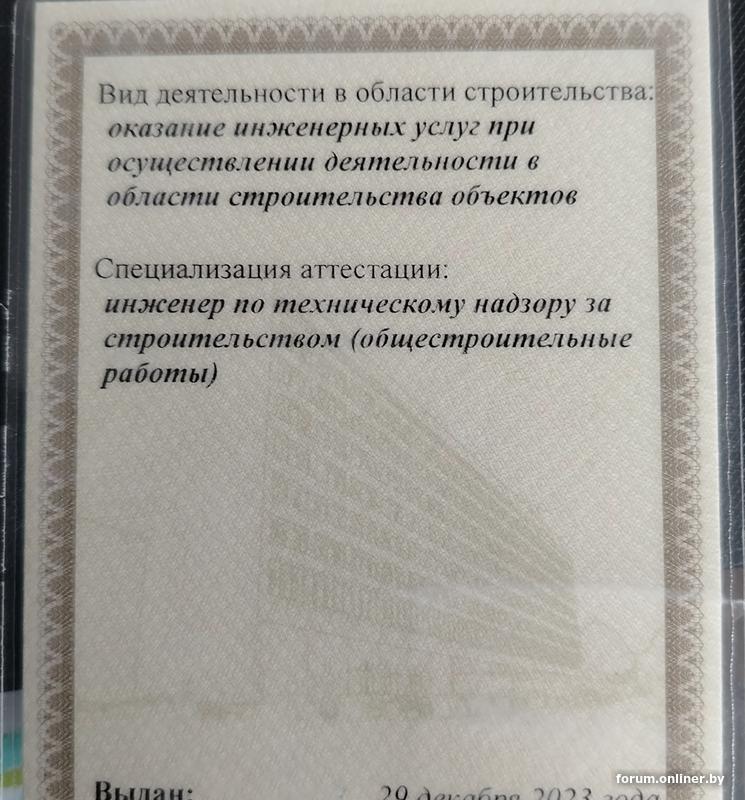 Вид деятельности в области строительства:
оказание инженерных услуг при
осуществлении деятельности в
области строительства объектов
Специализация аттестации:
инженер по техническому надзору за
строительством (общестроительные
работы)
Выдан: 29 декабря 2023 года
forum.onliner.by